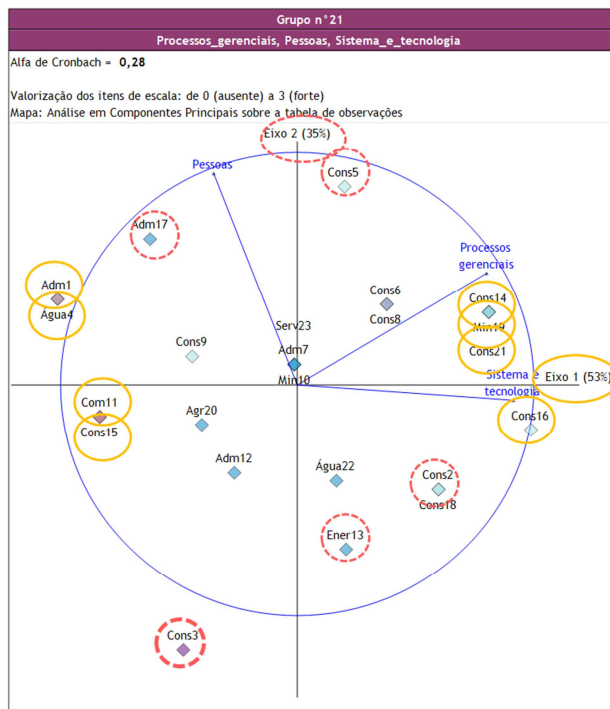 Grupo n°21
Processos_gerenciais, Pessoas, Sistema_e_tecnologia
Alfa de Cronbach = 0,28
Valorização dos itens de escala: de 0 (ausente) a 3 (forte)
Mapa: Análise em Componentes Principais sobre a tabela de observações
Eixo 2 (35%)
Pessoas
Cons5
Adm17
Processos
gerenciais
Adm1
Cons6
Cons14
Agua4
Cons8
Min19
Serv23
Cons9
Adm7
Cons21
Min10
Sistema e
tecnologia
Eixo 1 (53%)
Com11
Cons16
Agr20
Cons15
Adm12
Água22
Cons2
Cons18
Ener13
Cons3